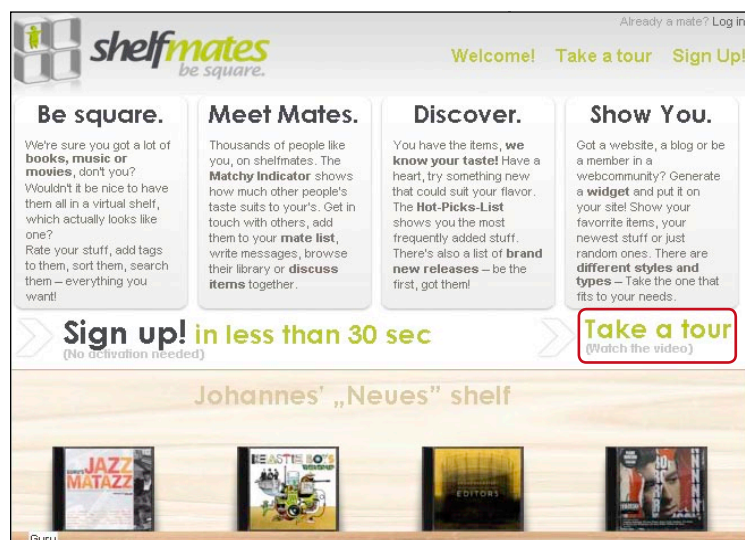 Already a mate? Log in
shelfmates
be square.
Welcome! Take a tour Sign Up!
Be square.
We're sure you got a lot of
books, music or
movies, don't you?
Wouldn't it be nice to have
them all in a virtual shelf,
which actually looks like
one?
Rate your stuff, add tags
to them, sort them, search
them – everything you
want!
Meet Mates.
Thousands of people like
you, on shelfmates. The
Matchy Indicator shows
how much other people's
taste suits to your's. Get in
touch with others, add
them to your mate list,
write messages, browse
their library or discuss
items together.
Discover.
You have the items, we
know your taste! Have a
heart, try something new
that could suit your flavor.
The Hot-Picks-List
shows you the most
frequently added stuff.
There's also a list of brand
new releases – be the
first, got them!
Show You.
Got a website, a blog or be
a member in a
webcommunity? Generate
a widget and put it on
your site! Show your
favorrite items, your
newest stuff or just
random ones. There are
different styles and
types – Take the one that
fits to your needs.
Sign up! in less than 30 sec
(No activation needed)
Take a tour
(Watch the video)
Johannes' „Neues” shelf
JAZZ
MATAZZ
BEASTIE BOYS
EDITORS
Guru